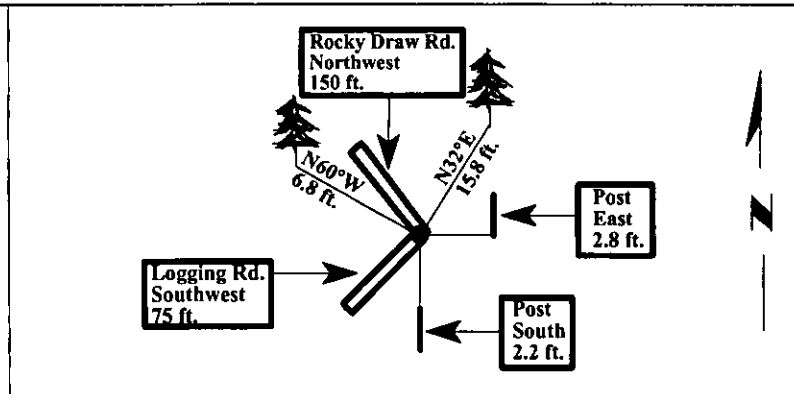 Rocky Draw Rd.
Northwest
150 ft.
N60°W
6.8 ft.
N32°E
15.8 ft.
Post
East
2.8 ft.
N
Logging Rd.
Southwest
75 ft.
Post
South
2.2 ft.